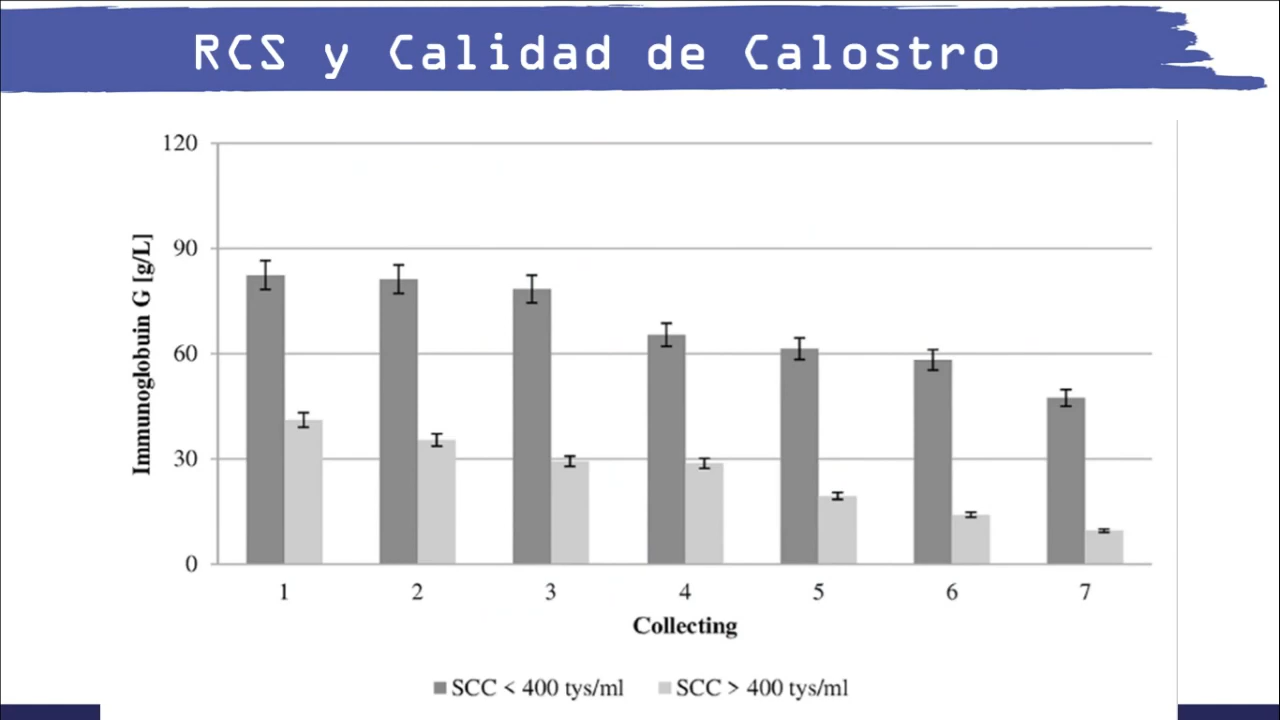 RCS y Calidad de Calostro
120
90
60
30
0
Immunoglobuin G [g/L]
1 2 3 4 5 6 7
Collecting
SCC < 400 tys/ml SCC > 400 tys/ml